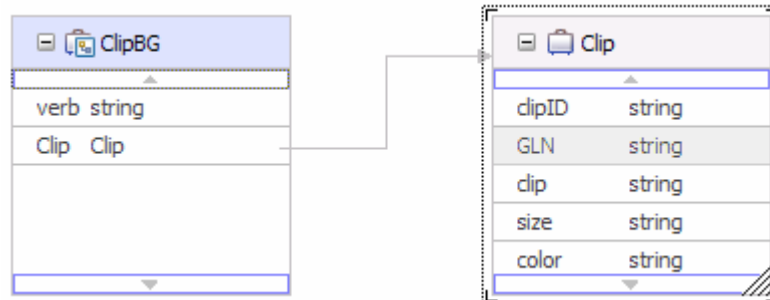 ClipBG
verb string
Clip Clip
Clip
clipID string
GLN string
clip string
size string
color string